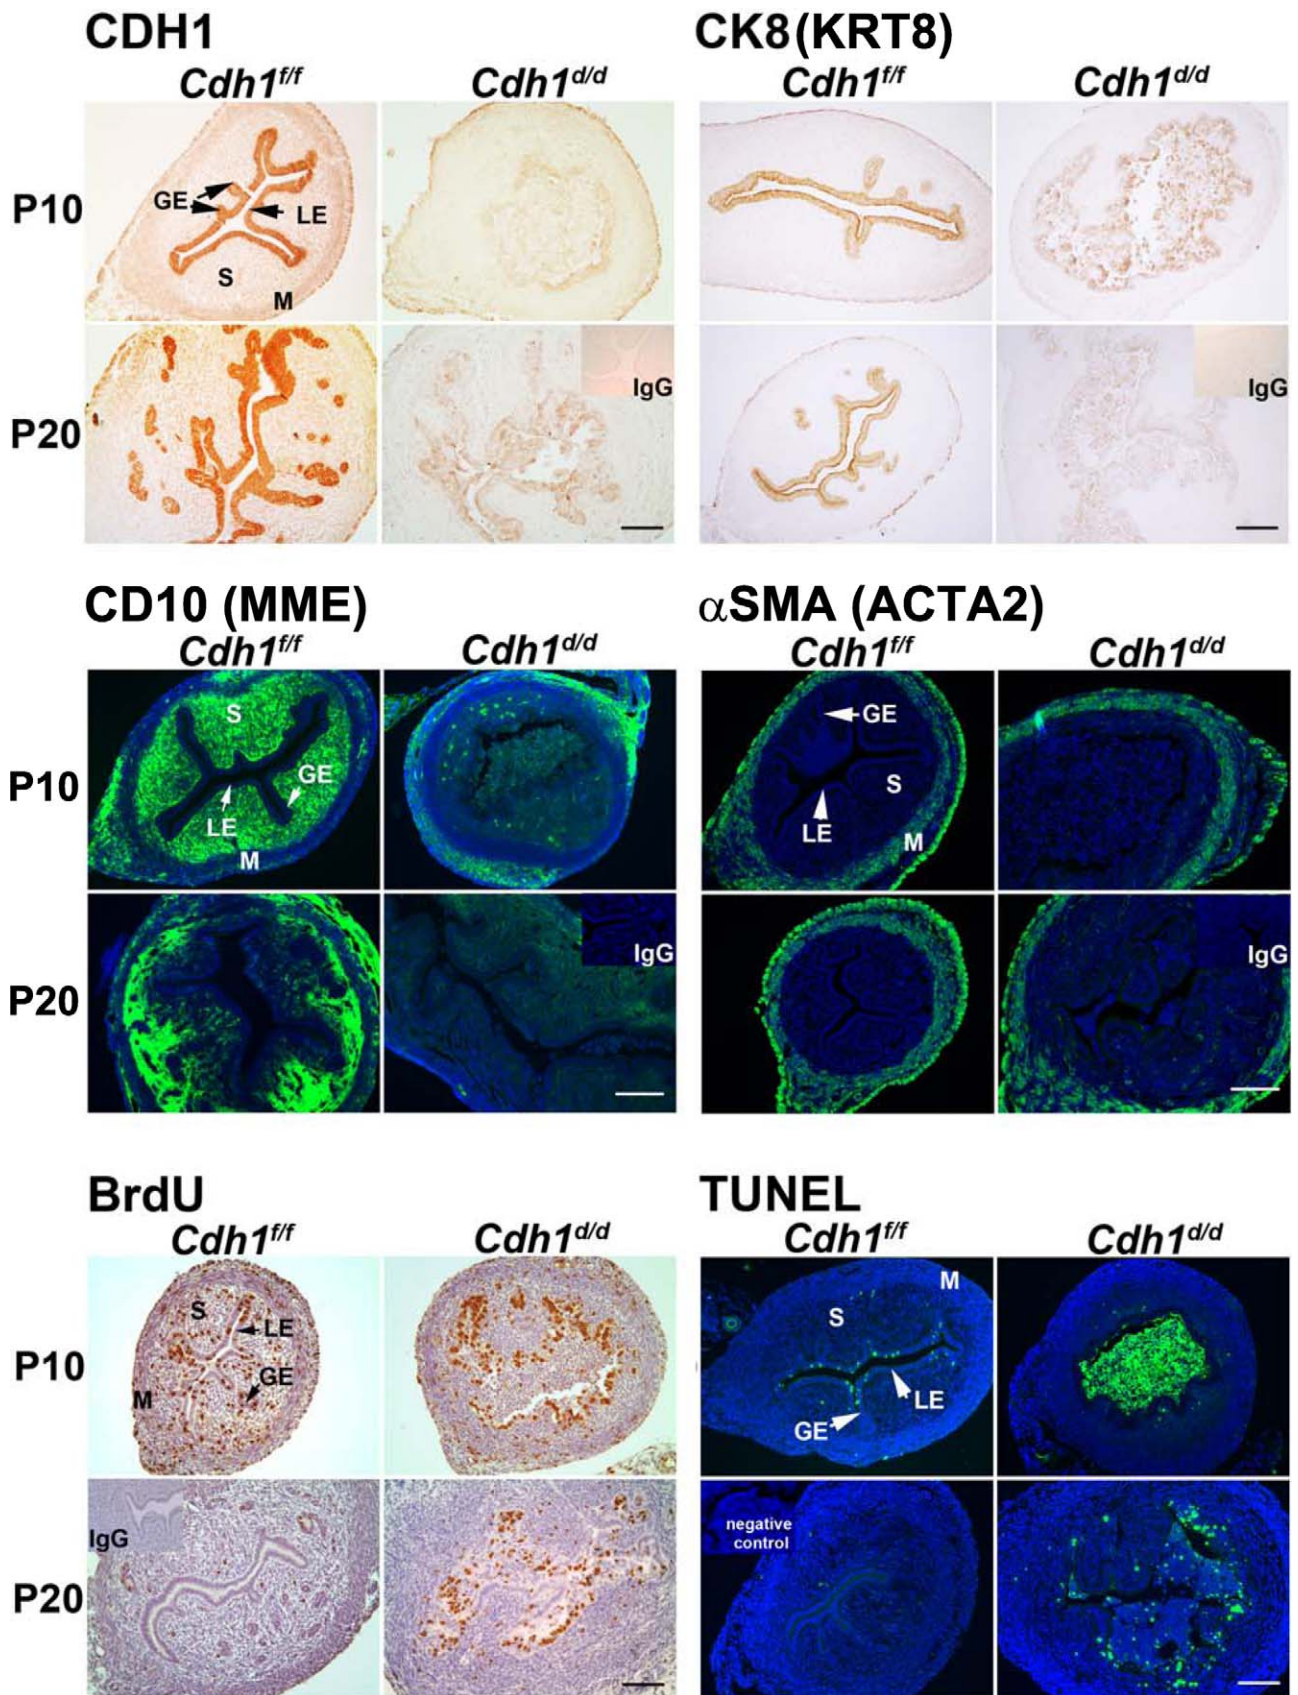 CDH1
Cdh1f/f Cdh1d/d
P10
GE
LE
S
M
P20
IgG
CK8(KRT8)
Cdh1f/f Cdh1d/d
IgG
CD10 (MME)
Cdh1f/f Cdh1d/d
P10
S
GE
LE
M
P20
IgG
αSMA (ACTA2)
Cdh1f/f Cdh1d/d
GE
S
LE
M
IgG
BrdU
Cdh1f/f Cdh1d/d
P10
S
LE
GE
M
P20
IgG
TUNEL
Cdh1f/f Cdh1d/d
M
S
LE
GE
negative
control